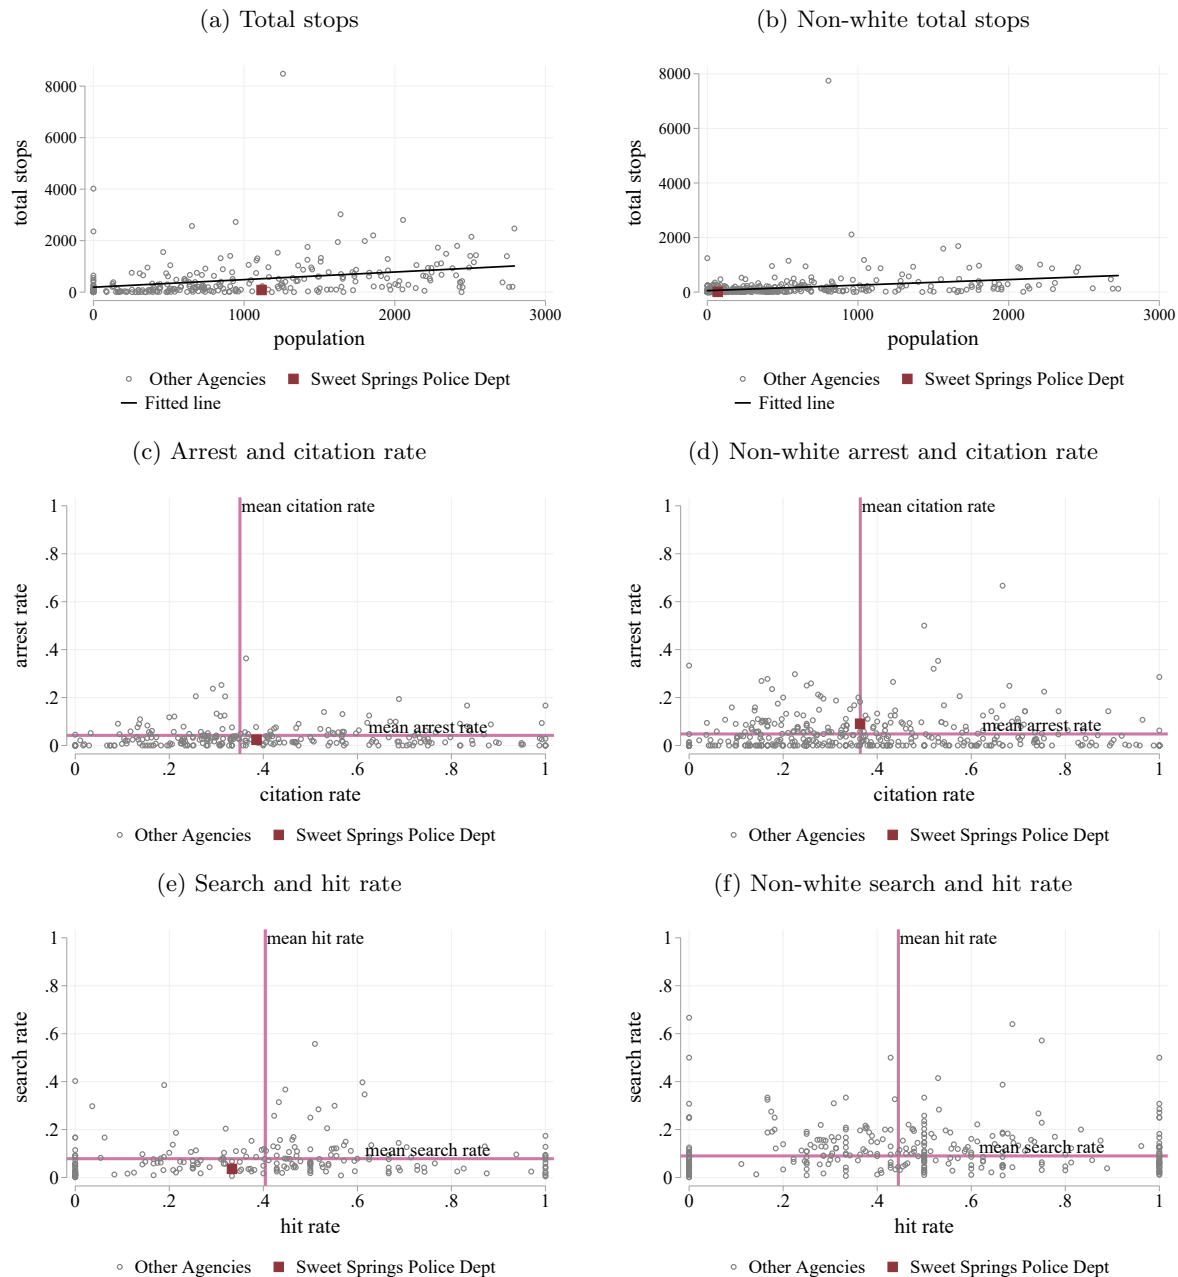 (a) Total stops
(b) Non-white total stops
total stops
8000
6000
4000
2000
0
0
1000
2000
3000
population
Other Agencies
Sweet Springs Police Dept
Fitted line
total stops
8000
6000
4000
2000
0
0
1000
2000
3000
population
Other Agencies
Sweet Springs Police Dept
Fitted line
(c) Arrest and citation rate
(d) Non-white arrest and citation rate
arrest rate
1
.8
.6
.4
.2
0
mean citation rate
mean arrest rate
0
.2
.4
.6
.8
1
citation rate
Other Agencies
Sweet Springs Police Dept
arrest rate
1
.8
.6
.4
.2
0
mean citation rate
mean arrest rate
0
.2
.4
.6
.8
1
citation rate
Other Agencies
Sweet Springs Police Dept
(e) Search and hit rate
(f) Non-white search and hit rate
search rate
1
.8
.6
.4
.2
0
mean hit rate
mean search rate
0
.2
.4
.6
.8
1
hit rate
Other Agencies
Sweet Springs Police Dept
search rate
1
.8
.6
.4
.2
0
mean hit rate
mean search rate
0
.2
.4
.6
.8
1
hit rate
Other Agencies
Sweet Springs Police Dept